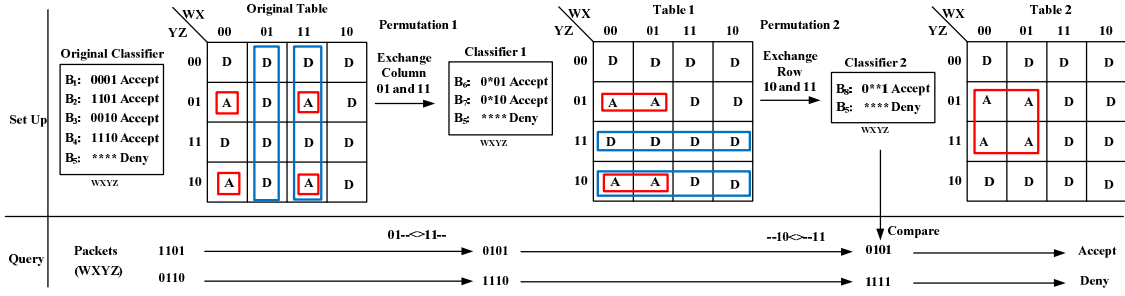 Set Up
Original Classifier
B1: 0001 Accept
B2: 1101 Accept
B3: 0010 Accept
B4: 1110 Accept
B5: **** Deny
WXYZ
Original Table
WX
YZ
00 01 11 10
00 D D D D
01 A D A D
11 D D D D
10 A D A D
Permutation 1
Exchange
Column
01 and 11
Classifier 1
B6: 0*01 Accept
B7: 0*10 Accept
B5: **** Deny
WXYZ
Table 1
WX
YZ
00 01 11 10
00 D D D D
01 A A D D
11 D D D D
10 A A D D
Permutation 2
Exchange
Row
10 and 11
Classifier 2
B8: 0**1 Accept
B5: **** Deny
WXYZ
Table 2
WX
YZ
00 01 11 10
00 D D D D
01 A A D D
11 A A D D
10 D D D D
Query
Packets
(WXYZ)
1101 01--<>11-- 0101 --10<>--11 0101 Compare Accept
0110 1110 1111 Deny